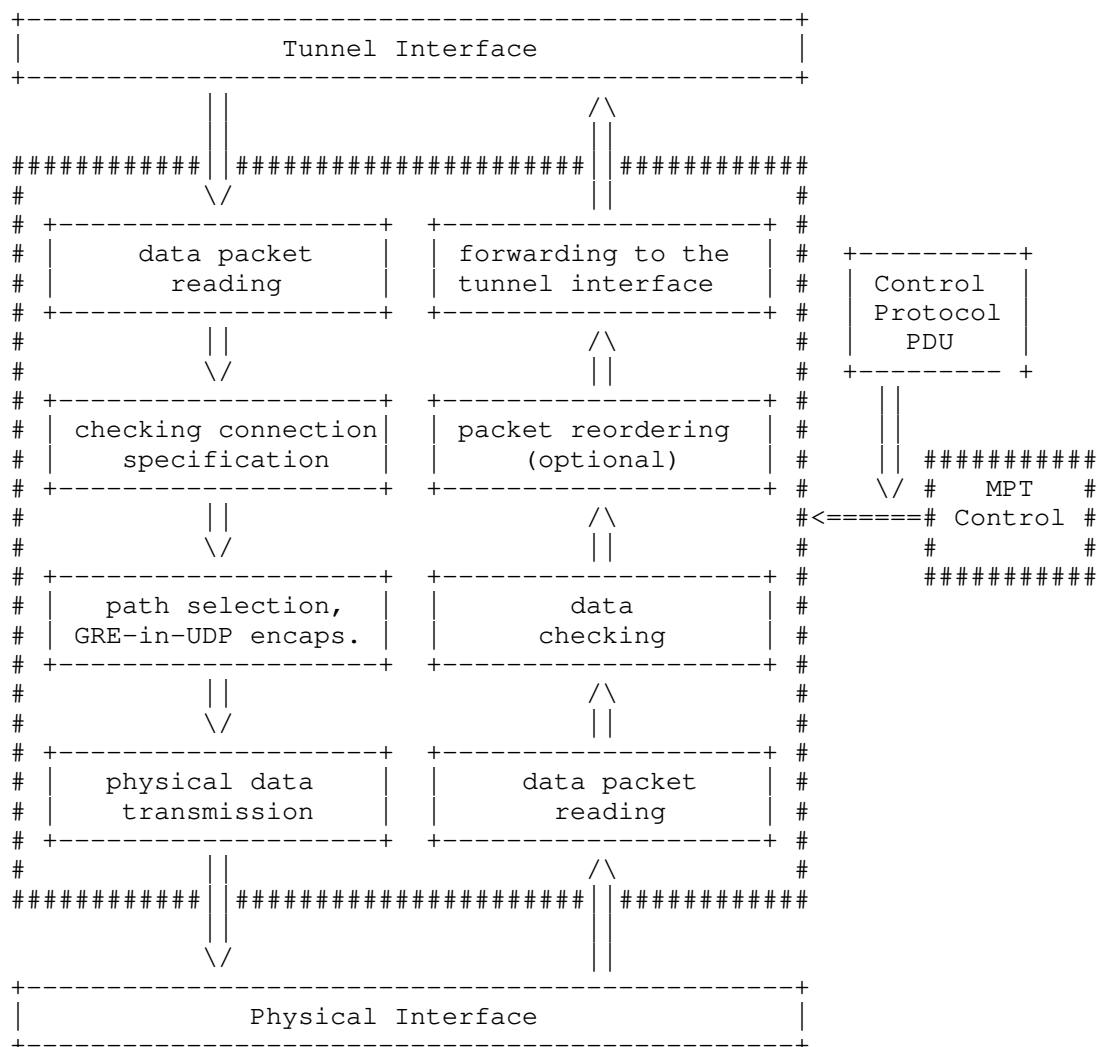 Tunnel Interface
data packet
reading
forwarding to the
tunnel interface
Control
Protocol
PDU
checking connection
specification
packet reordering
(optional)
MPT
Control
path selection,
GRE-in-UDP encaps.
data
checking
physical data
transmission
data packet
reading
Physical Interface